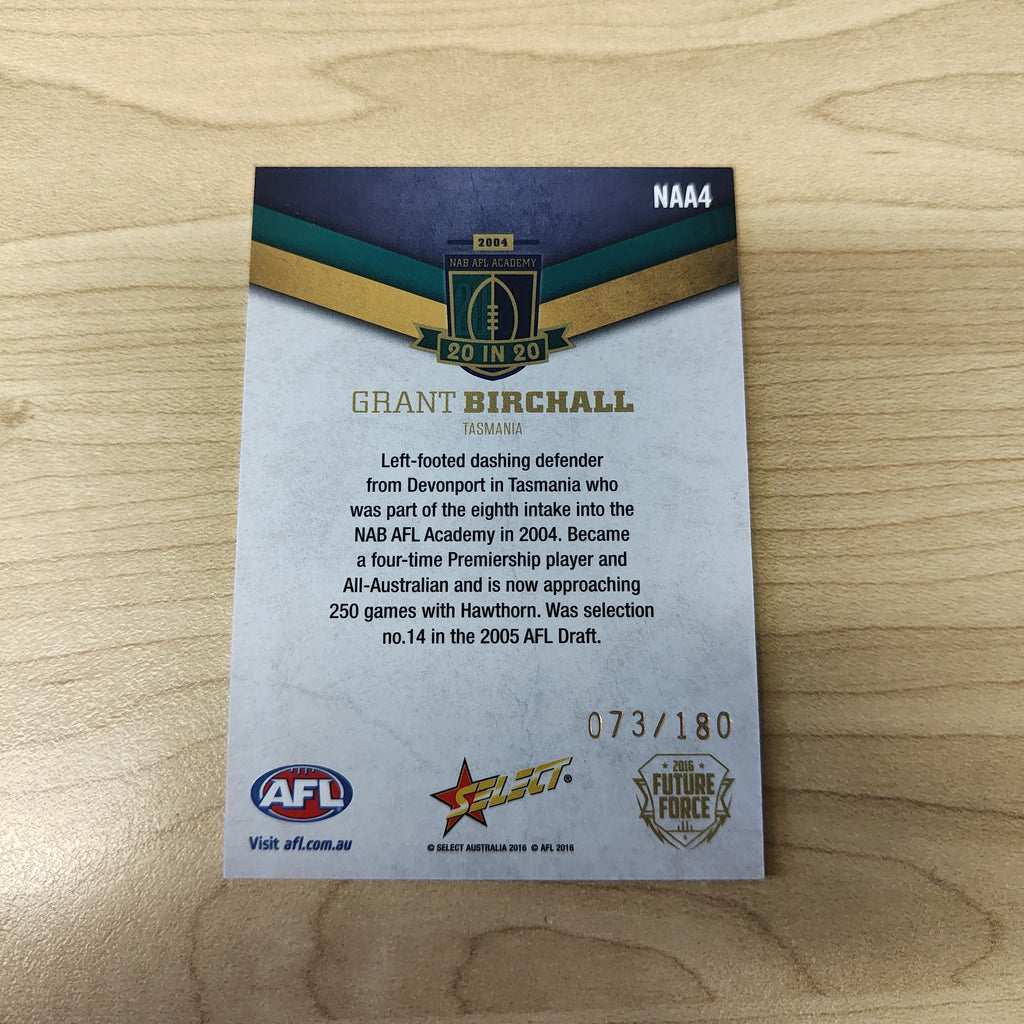 NAA4
2004
NAB AFL ACADEMY
20 IN 20
GRANT BIRCHALL
TASMANIA
Left-footed dashing defender
from Devonport in Tasmania who
was part of the eighth intake into the
NAB AFL Academy in 2004. Became
a four-time Premiership player and
All-Australian and is now approaching
250 games with Hawthorn. Was selection
no.14 in the 2005 AFL Draft.
073/180
AFL
Visit afl.com.au
SELECT®
© SELECT AUSTRALIA 2016 © AFL 2016
2016
FUTURE
FORCE